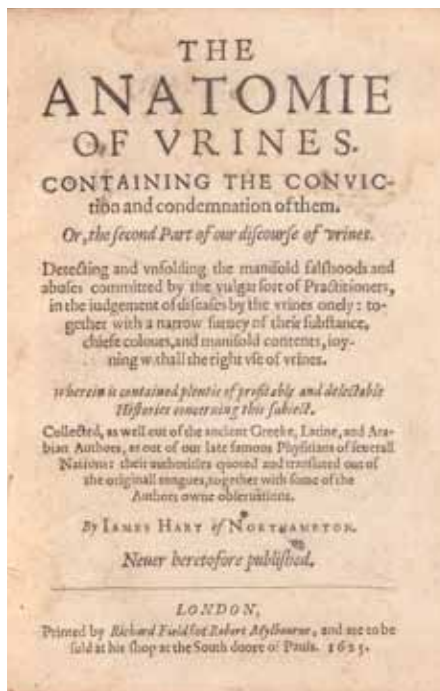 THE
ANATOMIE
OF VRINES.
CONTAINING THE CONVIC-
tion and condemnation of them.
Or, the ſecond Part of our diſcourſe of vrines.
Detecting and vnfolding the manifold falſhoods and
abuſes committed by the vulgar ſort of Practitioners,
in the iudgement of diſeaſes by the vrines onely: to-
gether with a narrow ſuruey of their ſubſtance,
chiefe colours, and manifold contents, ioy-
ning withall the right vſe of vrines.
Wherein is contained plentie of profitable and delectable
Hiſtories concerning this ſubiect.
Collected, as well out of the ancient Greeke, Latine, and Ara-
bian Authors, as out of our late famous Phyſitians of ſeuerall
Nations: their authorities quoted and tranſlated out of
the originall tongues, together with ſome of the
Authors owne obſeruations.
By IAMES HART of NORTHAMPTON.
Neuer heretofore publiſhed.
LONDON,
Printed by Richard Field for Robert Mylbourne, and are to be
ſold at his ſhop at the South doore of Pauls. 1625.